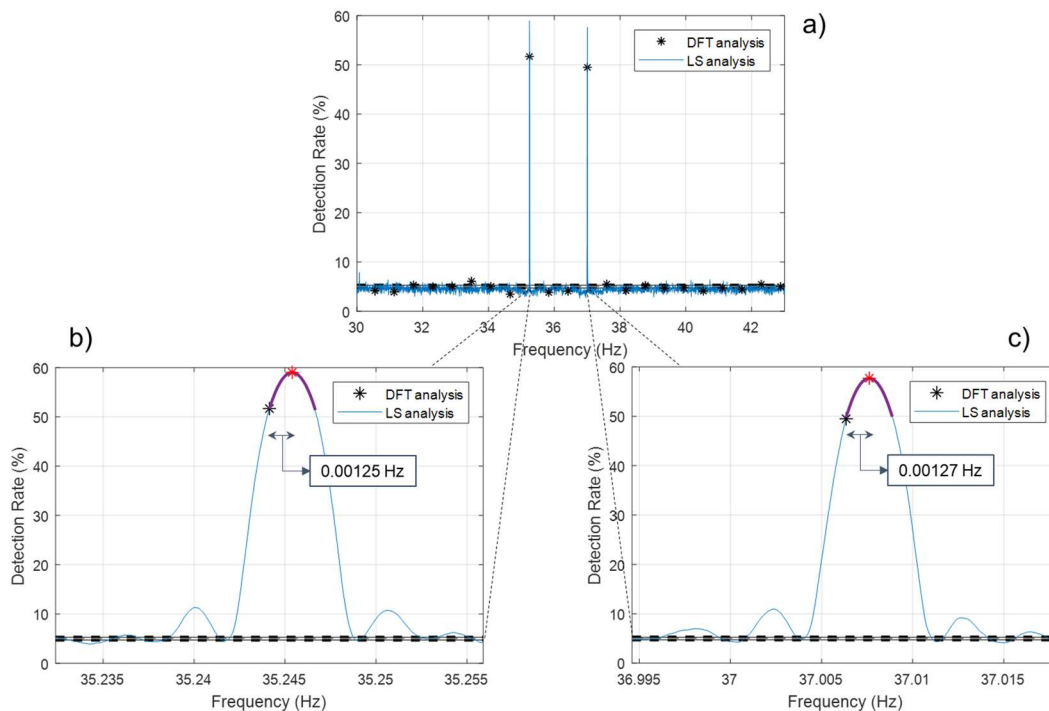 a)
Detection Rate (%)
60
50
40
30
20
10
0
DFT analysis
LS analysis
30 32 34 36 38 40 42
Frequency (Hz)
b)
Detection Rate (%)
60
50
40
30
20
10
0
DFT analysis
LS analysis
0.00125 Hz
35.235 35.24 35.245 35.25 35.255
Frequency (Hz)
c)
Detection Rate (%)
60
50
40
30
20
10
0
DFT analysis
LS analysis
0.00127 Hz
36.995 37 37.005 37.01 37.015
Frequency (Hz)